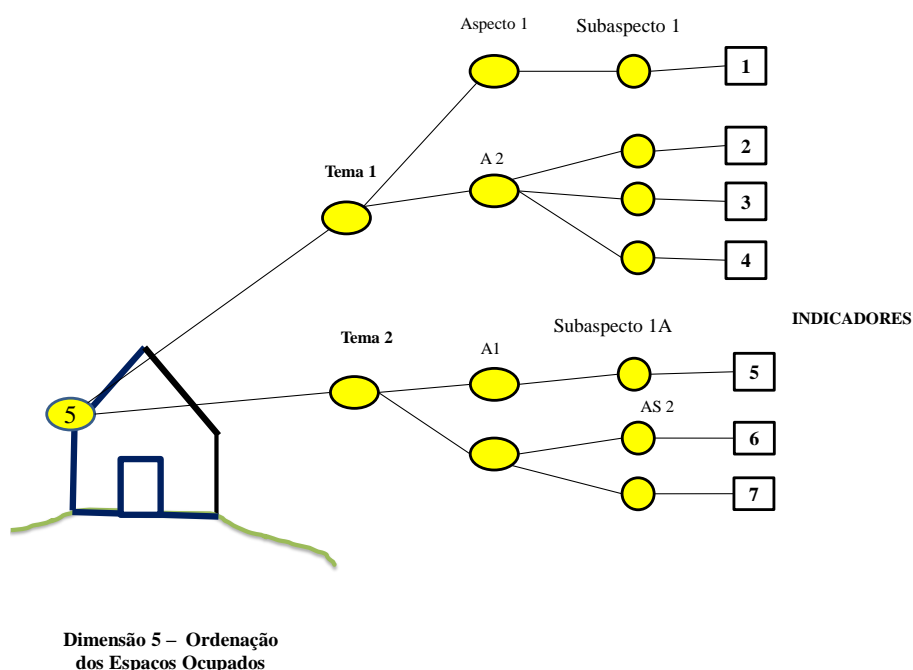 Aspecto 1
Subaspecto 1
1
Tema 1
A 2
2
3
4
INDICADORES
Tema 2
A1
Subaspecto 1A
5
5
AS 2
6
7
Dimensão 5 – Ordenação
dos Espaços Ocupados